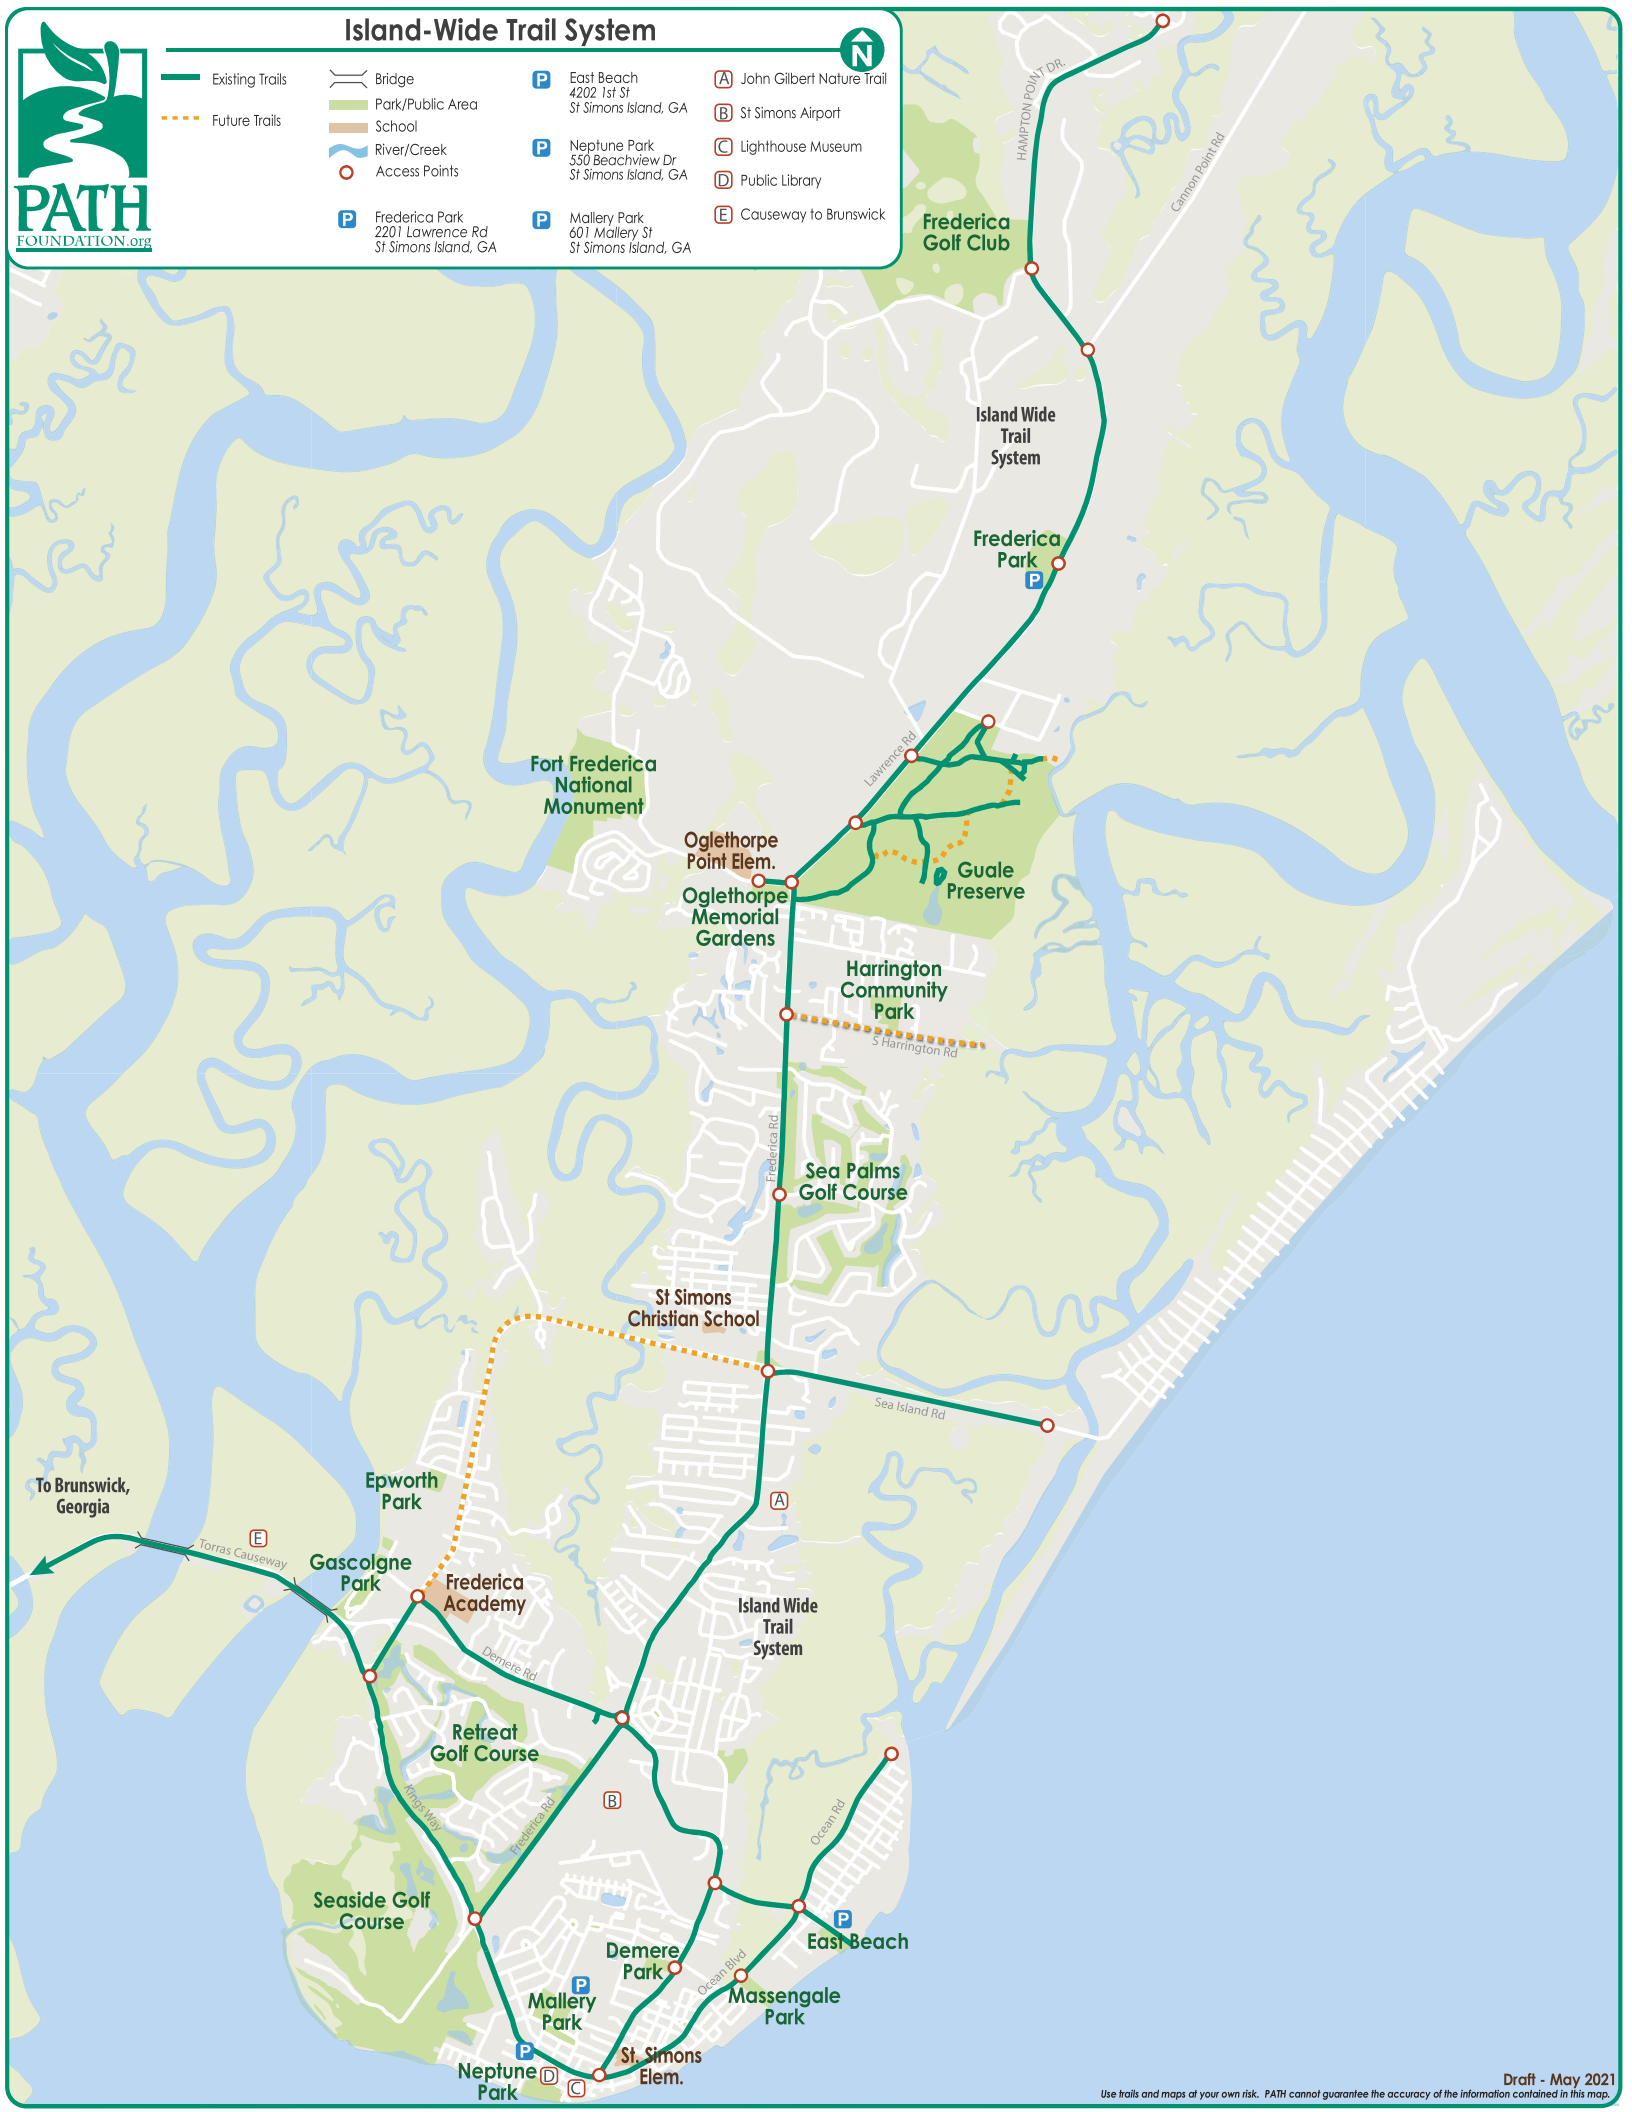 Island-Wide Trail System
N
PATH
FOUNDATION.org
Existing Trails
Future Trails
Bridge
Park/Public Area
School
River/Creek
Access Points
P
Frederica Park
2201 Lawrence Rd
St Simons Island, GA
P
East Beach
4202 1st St
St Simons Island, GA
P
Neptune Park
550 Beachview Dr
St Simons Island, GA
P
Mallery Park
601 Mallery St
St Simons Island, GA
A John Gilbert Nature Trail
B St Simons Airport
C Lighthouse Museum
D Public Library
E Causeway to Brunswick
HAMPTON POINT DR.
Cannon Point Rd
Frederica
Golf Club
Island Wide
Trail
System
Frederica
Park
P
Lawrence Rd
Fort Frederica
National
Monument
Oglethorpe
Point Elem.
Guale
Preserve
Oglethorpe
Memorial
Gardens
Harrington
Community
Park
S Harrington Rd
Frederica Rd
Sea Palms
Golf Course
St Simons
Christian School
Sea Island Rd
A
Epworth
Park
To Brunswick,
Georgia
E
Torras Causeway
Gascolgne
Park
Frederica
Academy
Island Wide
Trail
System
Demere Rd
Retreat
Golf Course
Kings Way
Frederica Rd
B
Ocean Rd
Seaside Golf
Course
P
East Beach
Demere
Park
Ocean Blvd
P
Mallery
Park
Massengale
Park
P
Neptune
Park
D
C
St. Simons
Elem.
Draft - May 2021
Use trails and maps at your own risk. PATH cannot guarantee the accuracy of the information contained in this map.